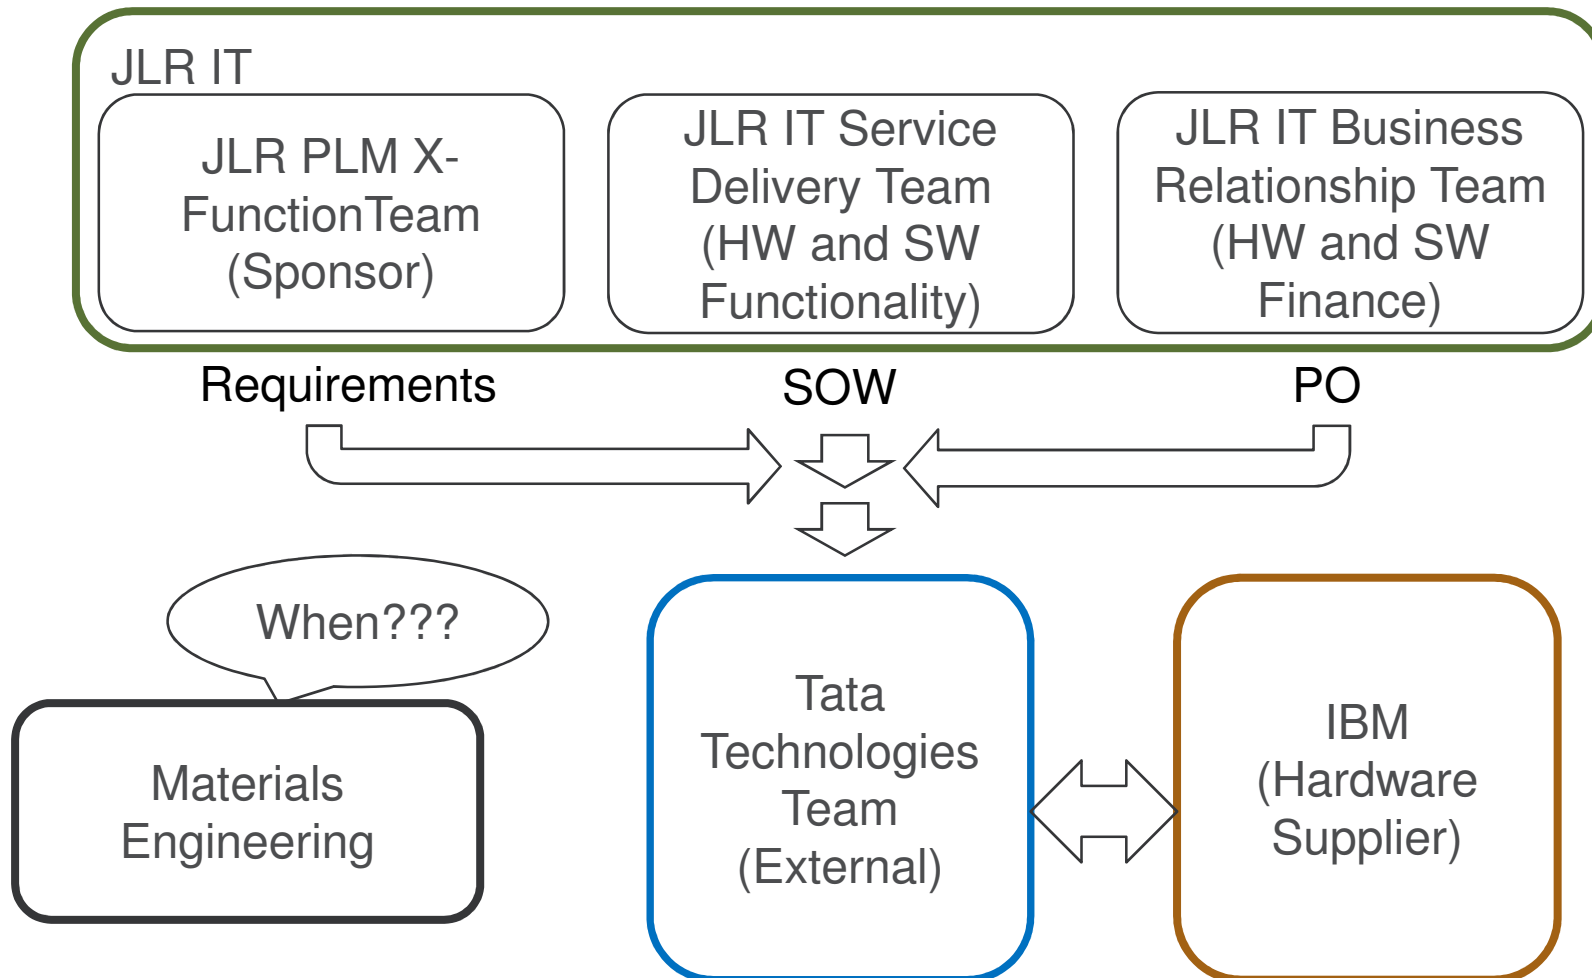 JLR IT
JLR PLM X-
FunctionTeam
(Sponsor)
JLR IT Service
Delivery Team
(HW and SW
Functionality)
JLR IT Business
Relationship Team
(HW and SW
Finance)
Requirements
SOW
PO
When???
Materials
Engineering
Tata
Technologies
Team
(External)
IBM
(Hardware
Supplier)